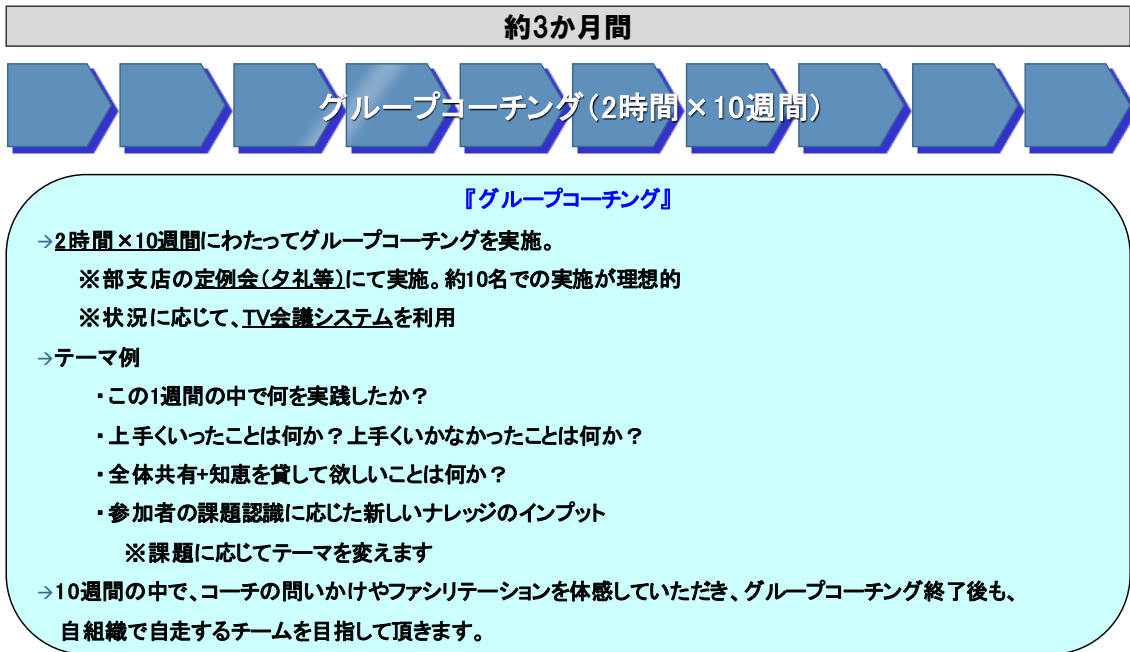 約3か月間
グループコーチング（2時間×10週間）
『グループコーチング』
→2時間×10週間にわたってグループコーチングを実施。
※部支店の定例会（夕礼等）にて実施。約10名での実施が理想的
※状況に応じて、TV会議システムを利用
→テーマ例
・この1週間の中で何を実践したか？
・上手くいったことは何か？上手くいかなかったことは何か？
・全体共有+知恵を貸して欲しいことは何か？
・参加者の課題認識に応じた新しいナレッジのインプット
※課題に応じてテーマを変えます
→10週間の中で、コーチの問いかけやファシリテーションを体感していただき、グループコーチング終了後も、
自組織で自走するチームを目指して頂きます。